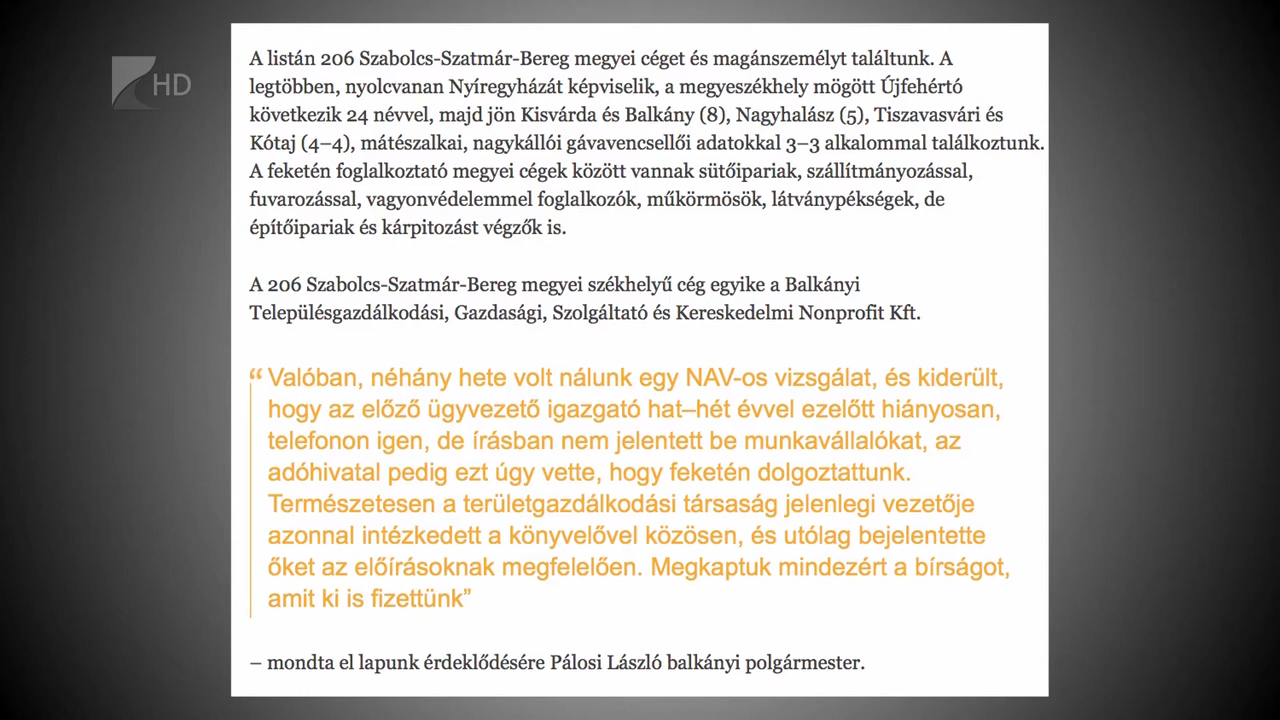 HD
A listán 206 Szabolcs-Szatmár-Bereg megyei céget és magánszemélyt találtunk. A
legtöbben, nyolcvanan Nyíregyházát képviselik, a megyeszékhely mögött Újfehértó
következik 24 névvel, majd jön Kisvárda és Balkány (8), Nagyhalász (5), Tiszavasvári és
Kótaj (4–4), mátészalkai, nagykállói gávavencsellői adatokkal 3–3 alkalommal találkoztunk.
A feketén foglalkoztató megyei cégek között vannak sütőipariak, szállítmányozással,
fuvarozással, vagyonvédelemmel foglalkozók, műkörmösök, látványpékségek, de
építőipariak és kárpitozást végzők is.
A 206 Szabolcs-Szatmár-Bereg megyei székhelyű cég egyike a Balkányi
Településgazdálkodási, Gazdasági, Szolgáltató és Kereskedelmi Nonprofit Kft.
“ Valóban, néhány hete volt nálunk egy NAV-os vizsgálat, és kiderült,
hogy az előző ügyvezető igazgató hat–hét évvel ezelőtt hiányosan,
telefonon igen, de írásban nem jelentett be munkavállalókat, az
adóhivatal pedig ezt úgy vette, hogy feketén dolgoztattunk.
Természetesen a területgazdálkodási társaság jelenlegi vezetője
azonnal intézkedett a könyvelővel közösen, és utólag bejelentette
őket az előírásoknak megfelelően. Megkaptuk mindezért a bírságot,
amit ki is fizettünk”
– mondta el lapunk érdeklődésére Pálosi László balkányi polgármester.